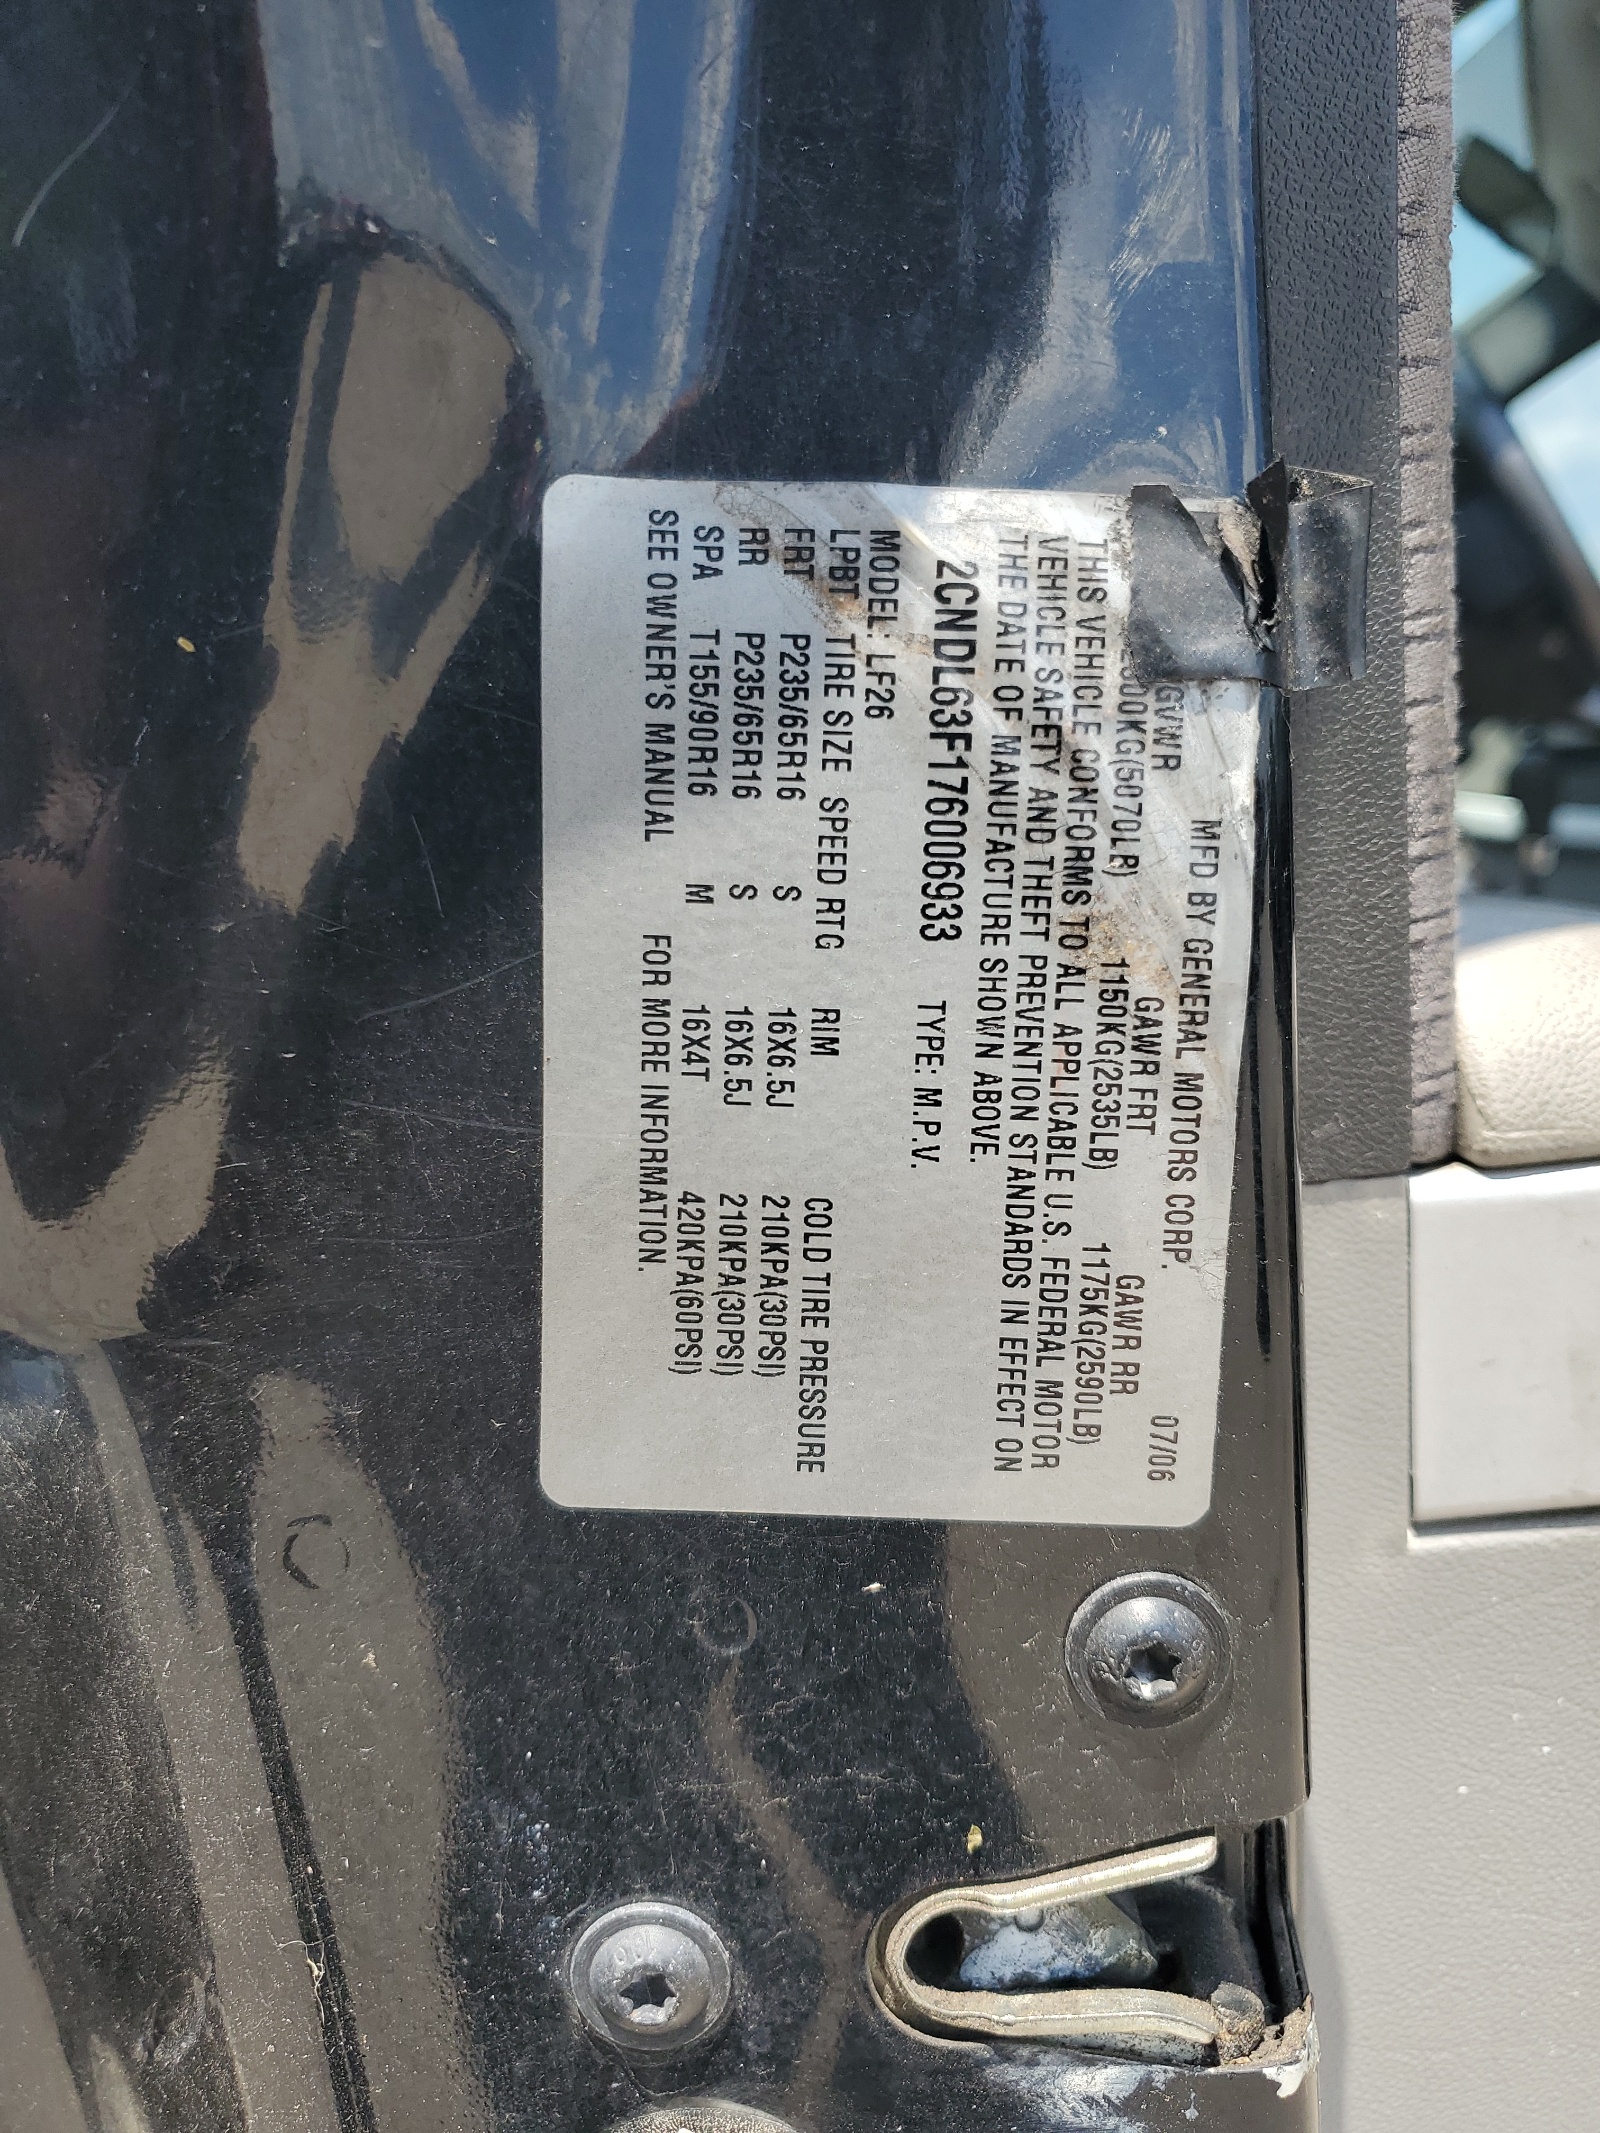 MFD BY GENERAL MOTORS CORP. 07/06
GVWR GAWR FRT GAWR RR
300KG(5070LB) 1150KG(2535LB) 1175KG(2590LB)
THIS VEHICLE CONFORMS TO ALL APPLICABLE U.S. FEDERAL MOTOR
VEHICLE SAFETY AND THEFT PREVENTION STANDARDS IN EFFECT ON
THE DATE OF MANUFACTURE SHOWN ABOVE.
2CNDL63F176006933 TYPE: M.P.V.
MODEL: LF26
LPBT TIRE SIZE SPEED RTG RIM COLD TIRE PRESSURE
FRT P235/65R16 S 16X6.5J 210KPA(30PSI)
RR P235/65R16 S 16X6.5J 210KPA(30PSI)
SPA T155/90R16 M 16X4T 420KPA(60PSI)
SEE OWNER'S MANUAL FOR MORE INFORMATION.